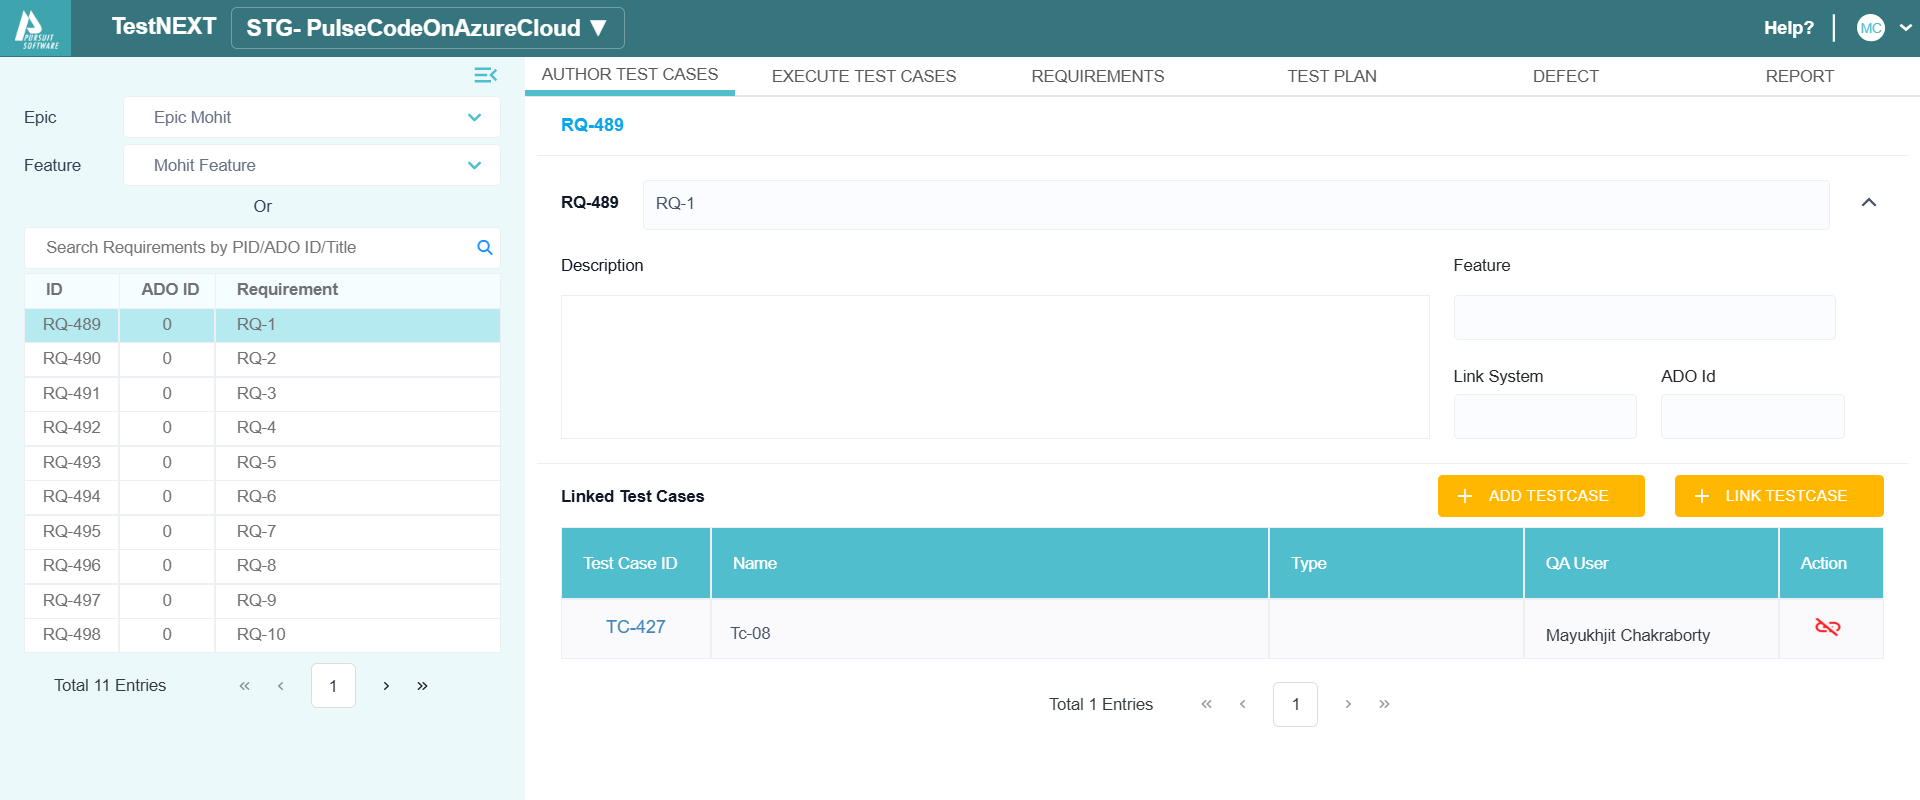 PURSUIT
SOFTWARE
TestNEXT
STG- PulseCodeOnAzureCloud ▼
Help?
MC
Epic
Epic Mohit
Feature
Mohit Feature
Or
Search Requirements by PID/ADO ID/Title
ID ADO ID Requirement
RQ-489 0 RQ-1
RQ-490 0 RQ-2
RQ-491 0 RQ-3
RQ-492 0 RQ-4
RQ-493 0 RQ-5
RQ-494 0 RQ-6
RQ-495 0 RQ-7
RQ-496 0 RQ-8
RQ-497 0 RQ-9
RQ-498 0 RQ-10
Total 11 Entries « ‹ 1 › »
AUTHOR TEST CASES EXECUTE TEST CASES REQUIREMENTS TEST PLAN DEFECT REPORT
RQ-489
RQ-489 RQ-1
Description
Feature
Link System ADO Id
Linked Test Cases
+ ADD TESTCASE
+ LINK TESTCASE
Test Case ID Name Type QA User Action
TC-427 Tc-08 Mayukhjit Chakraborty
Total 1 Entries « ‹ 1 › »